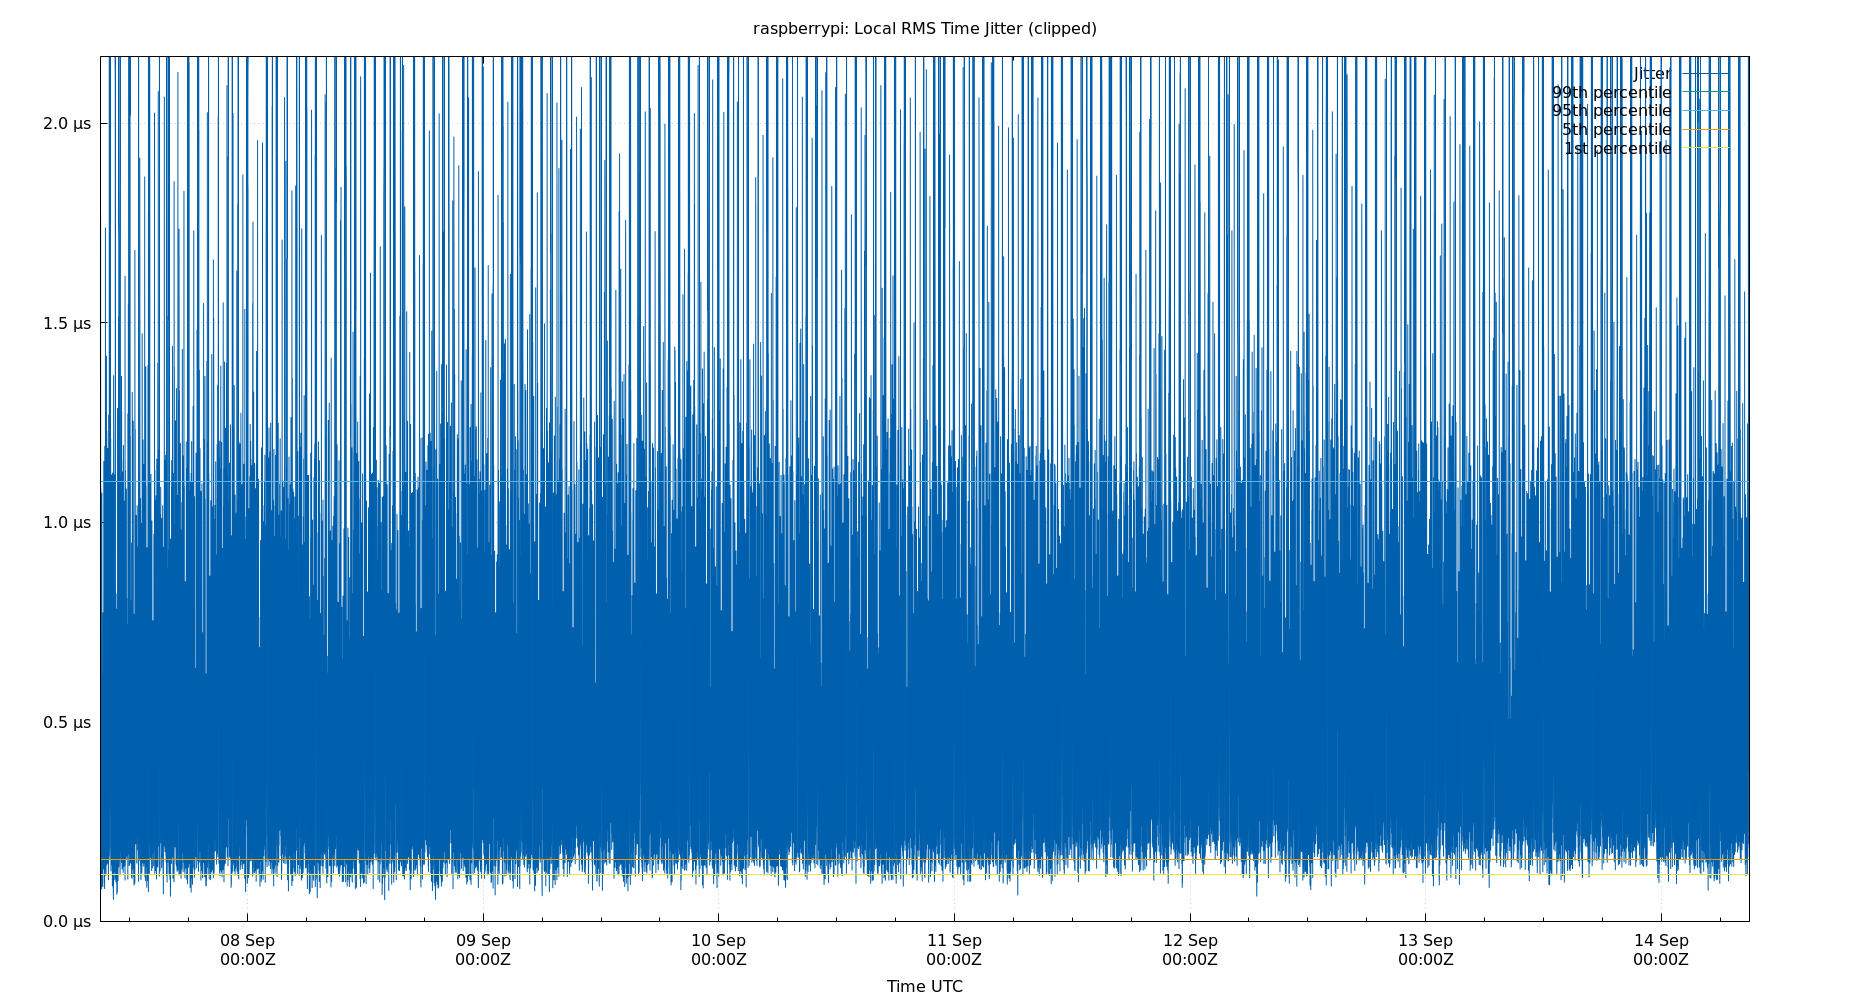 raspberrypi: Local RMS Time Jitter (clipped)
Jitter
99th percentile
95th percentile
5th percentile
1st percentile
2.0 µs
1.5 µs
1.0 µs
0.5 µs
0.0 µs
08 Sep 09 Sep 10 Sep 11 Sep 12 Sep 13 Sep 14 Sep
00:00Z 00:00Z 00:00Z 00:00Z 00:00Z 00:00Z 00:00Z
Time UTC